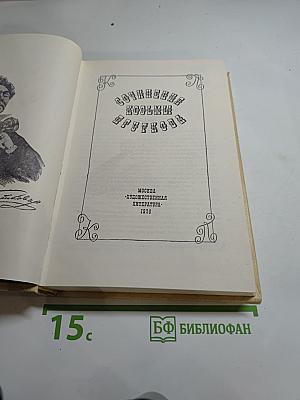 К
П
СОЧИНЕНИЯ
КОЗЬМЫ
ПРУТКОВА
МОСКВА
«ХУДОЖЕСТВЕННАЯ
ЛИТЕРАТУРА»
К
П
15с
БФ БИБЛИОФАН